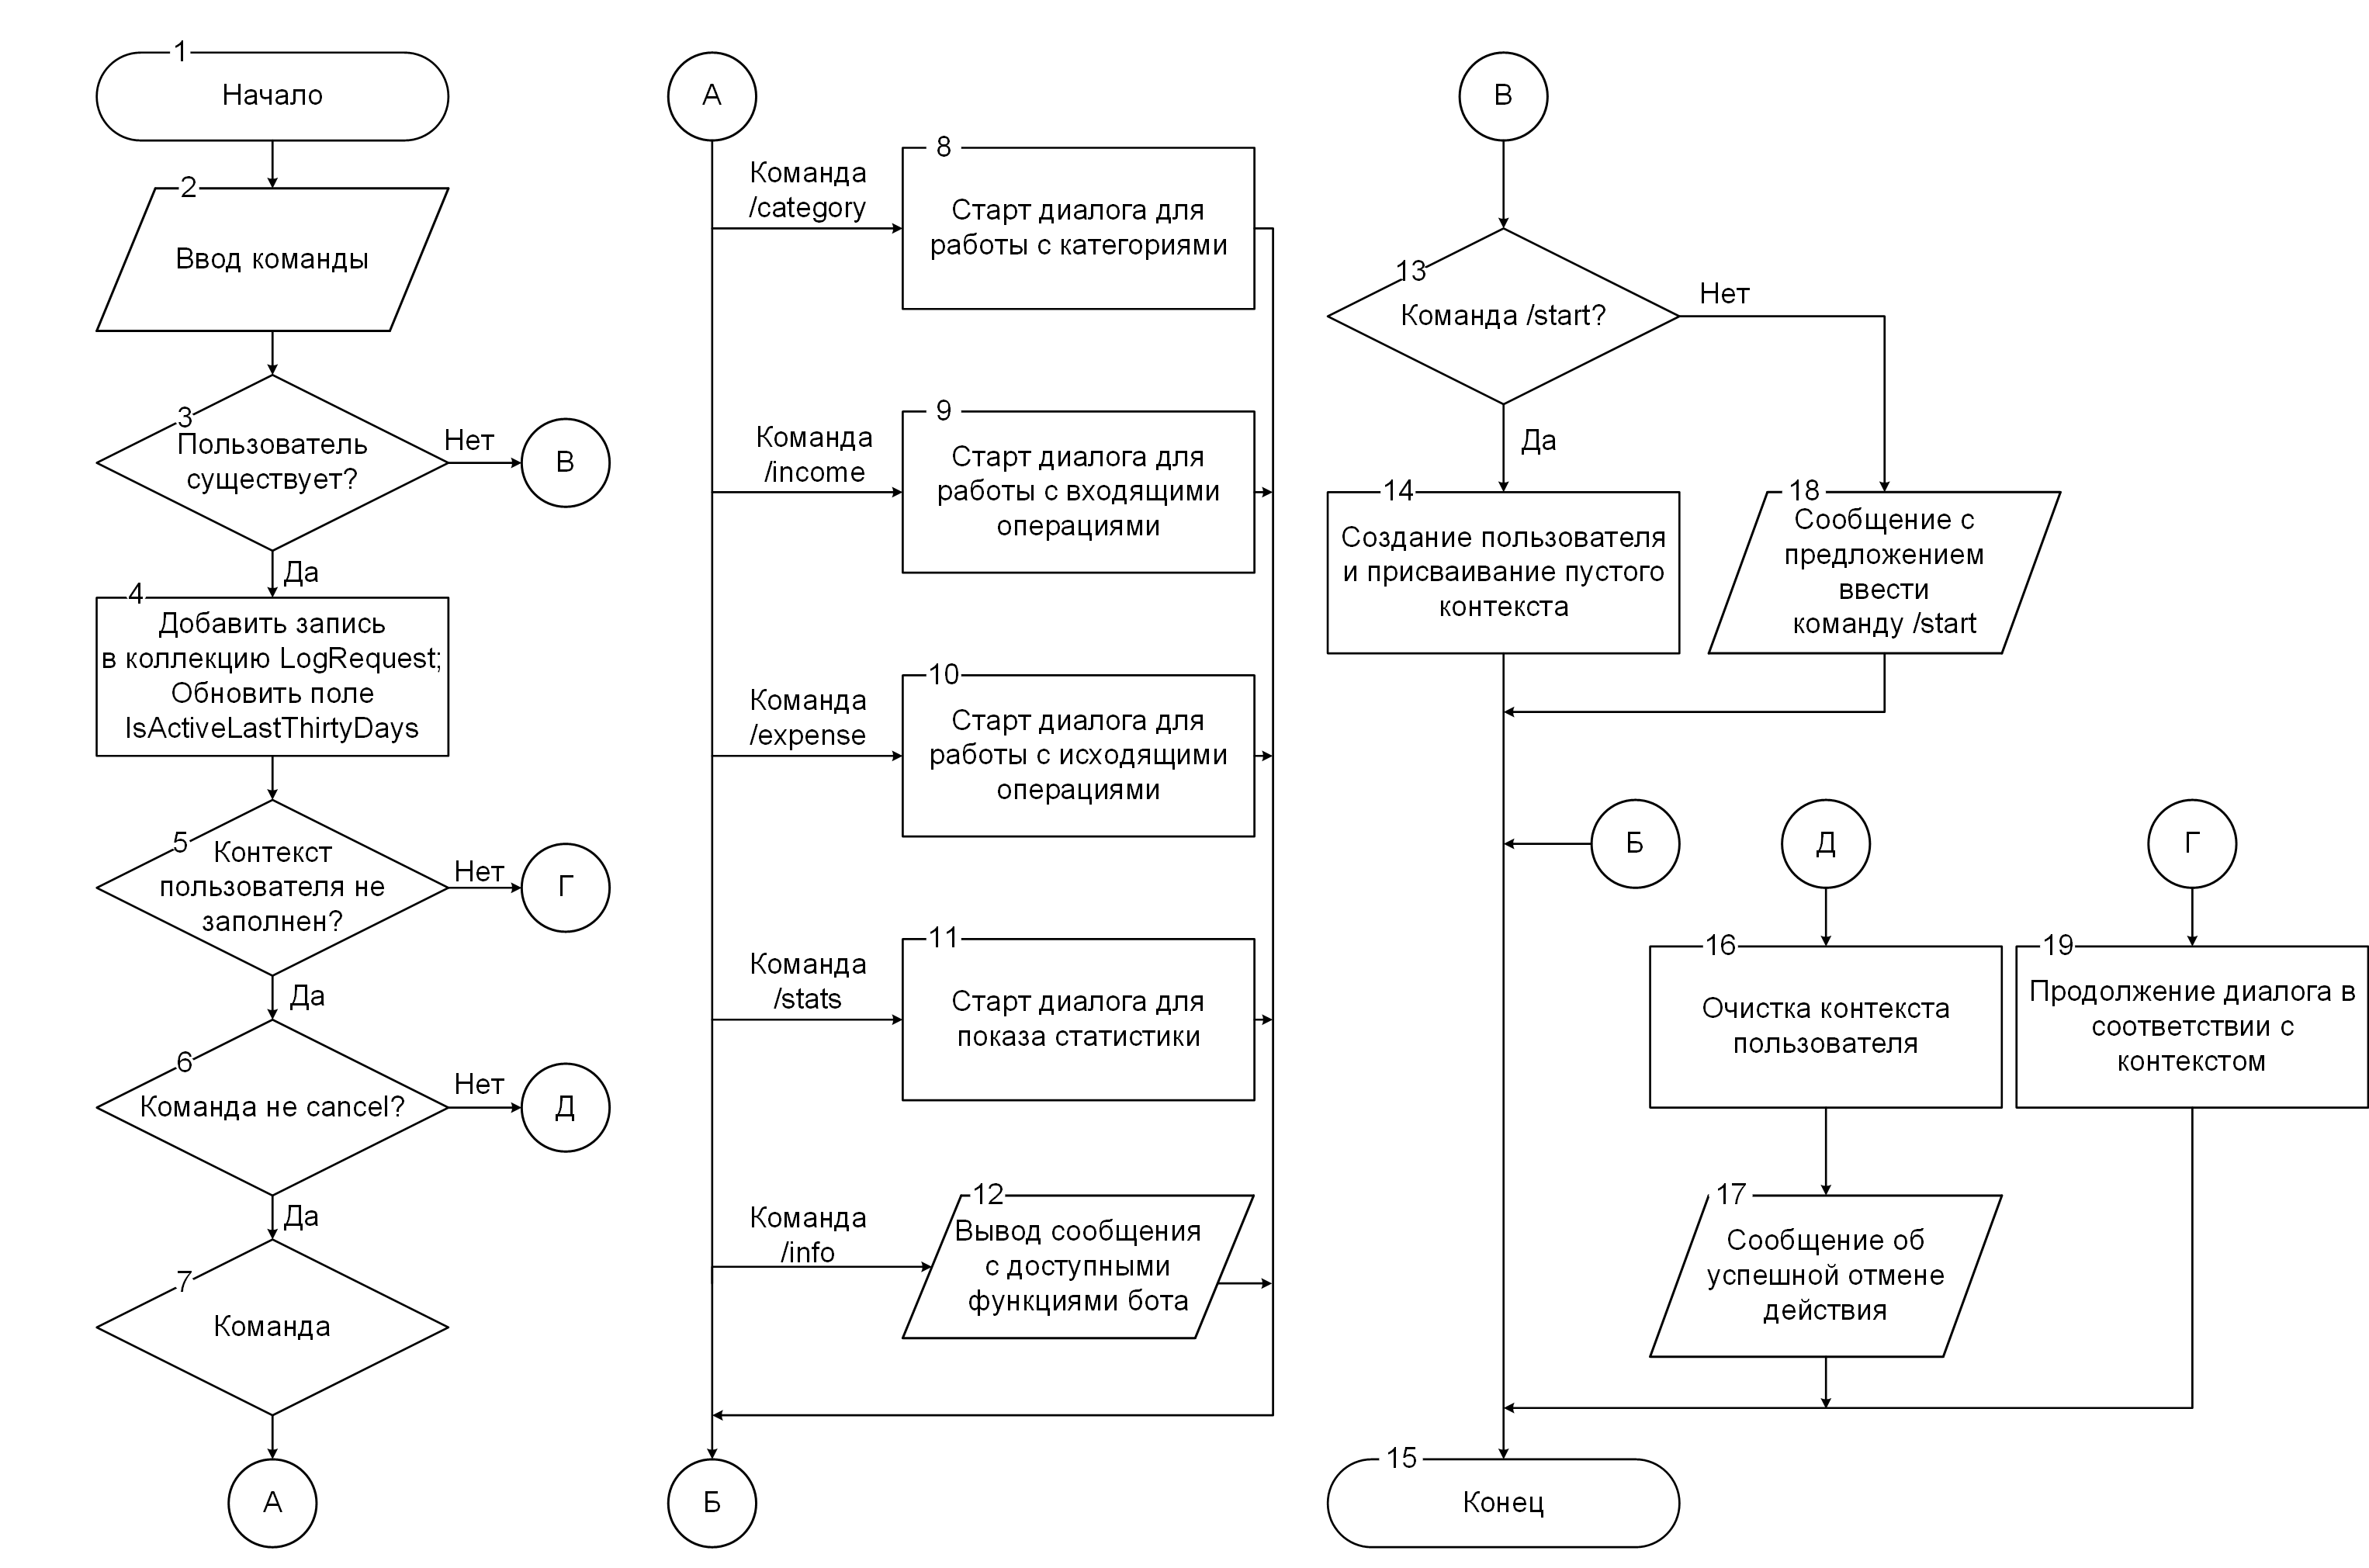 1
Начало
2
Ввод команды
3
Пользователь
существует?
Нет
В
Да
4
Добавить запись
в коллекцию LogRequest;
Обновить поле
IsActiveLastThirtyDays
5
Контекст
пользователя не
заполнен?
Нет
Г
Да
6
Команда не cancel?
Нет
Д
Да
7
Команда
А
А
Команда
/category
8
Старт диалога для
работы с категориями
Команда
/income
9
Старт диалога для
работы с входящими
операциями
Команда
/expense
10
Старт диалога для
работы с исходящими
операциями
Команда
/stats
11
Старт диалога для
показа статистики
Команда
/info
12
Вывод сообщения
с доступными
функциями бота
Б
В
13
Команда /start?
Нет
Да
14
Создание пользователя
и присваивание пустого
контекста
18
Сообщение с
предложением
ввести
команду /start
Б
Д
Г
16
Очистка контекста
пользователя
19
Продолжение диалога в
соответствии с
контекстом
17
Сообщение об
успешной отмене
действия
15
Конец